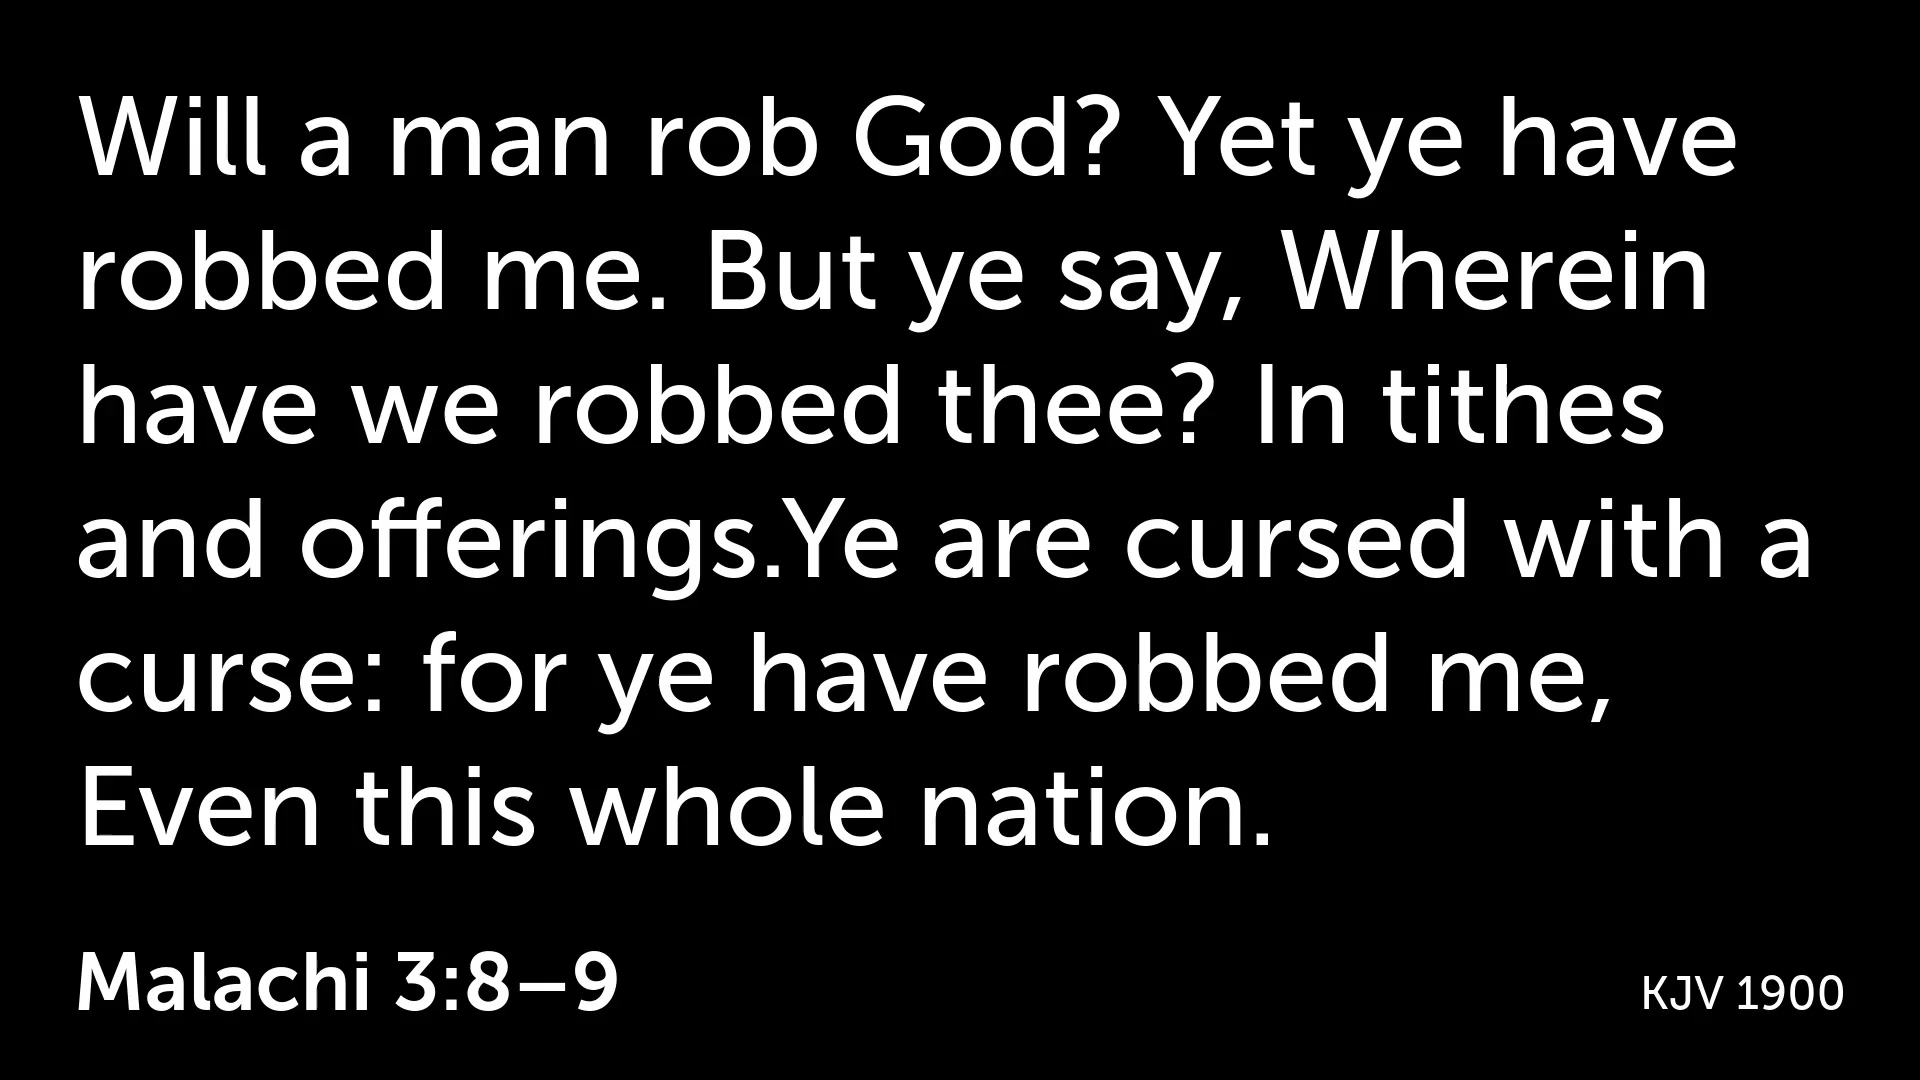 Will a man rob God? Yet ye have
robbed me. But ye say, Wherein
have we robbed thee? In tithes
and offerings.Ye are cursed with a
curse: for ye have robbed me,
Even this whole nation.
Malachi 3:8–9
KJV 1900